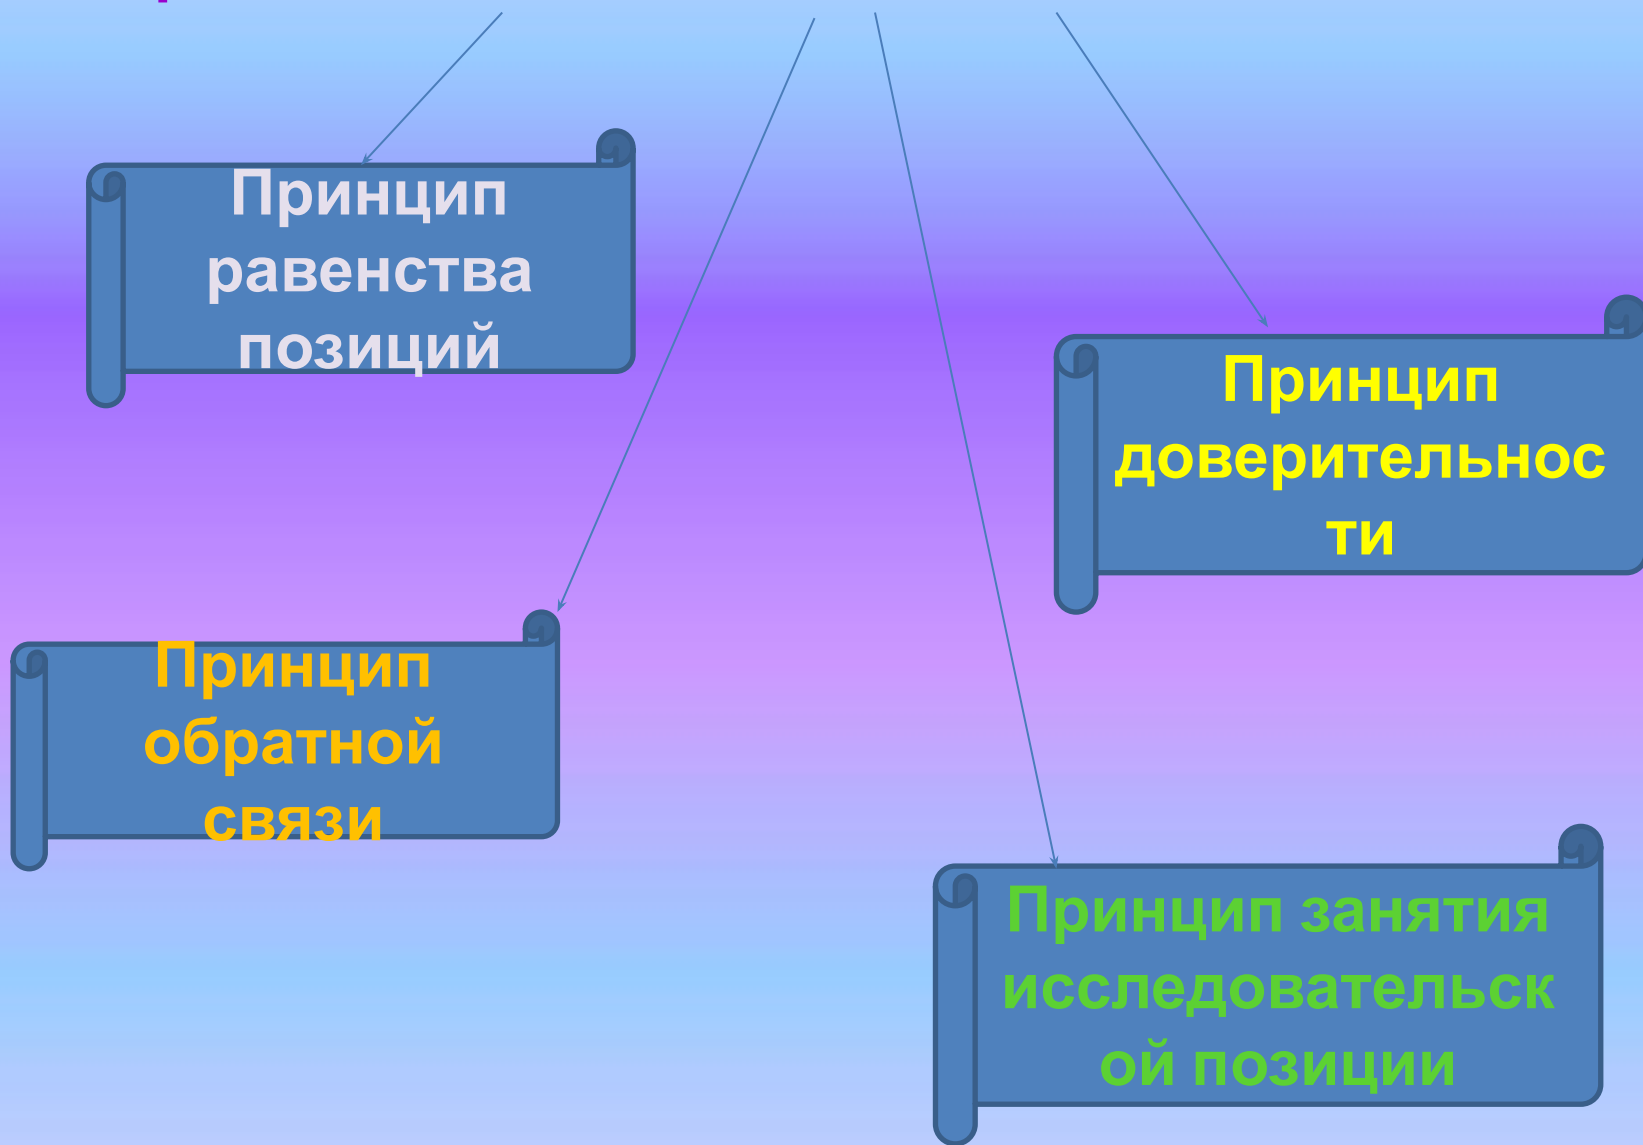 Принцип
равенства
позиций
Принцип
доверительнос
ти
Принцип
обратной
связи
Принцип занятия
исследовательск
ой позиции